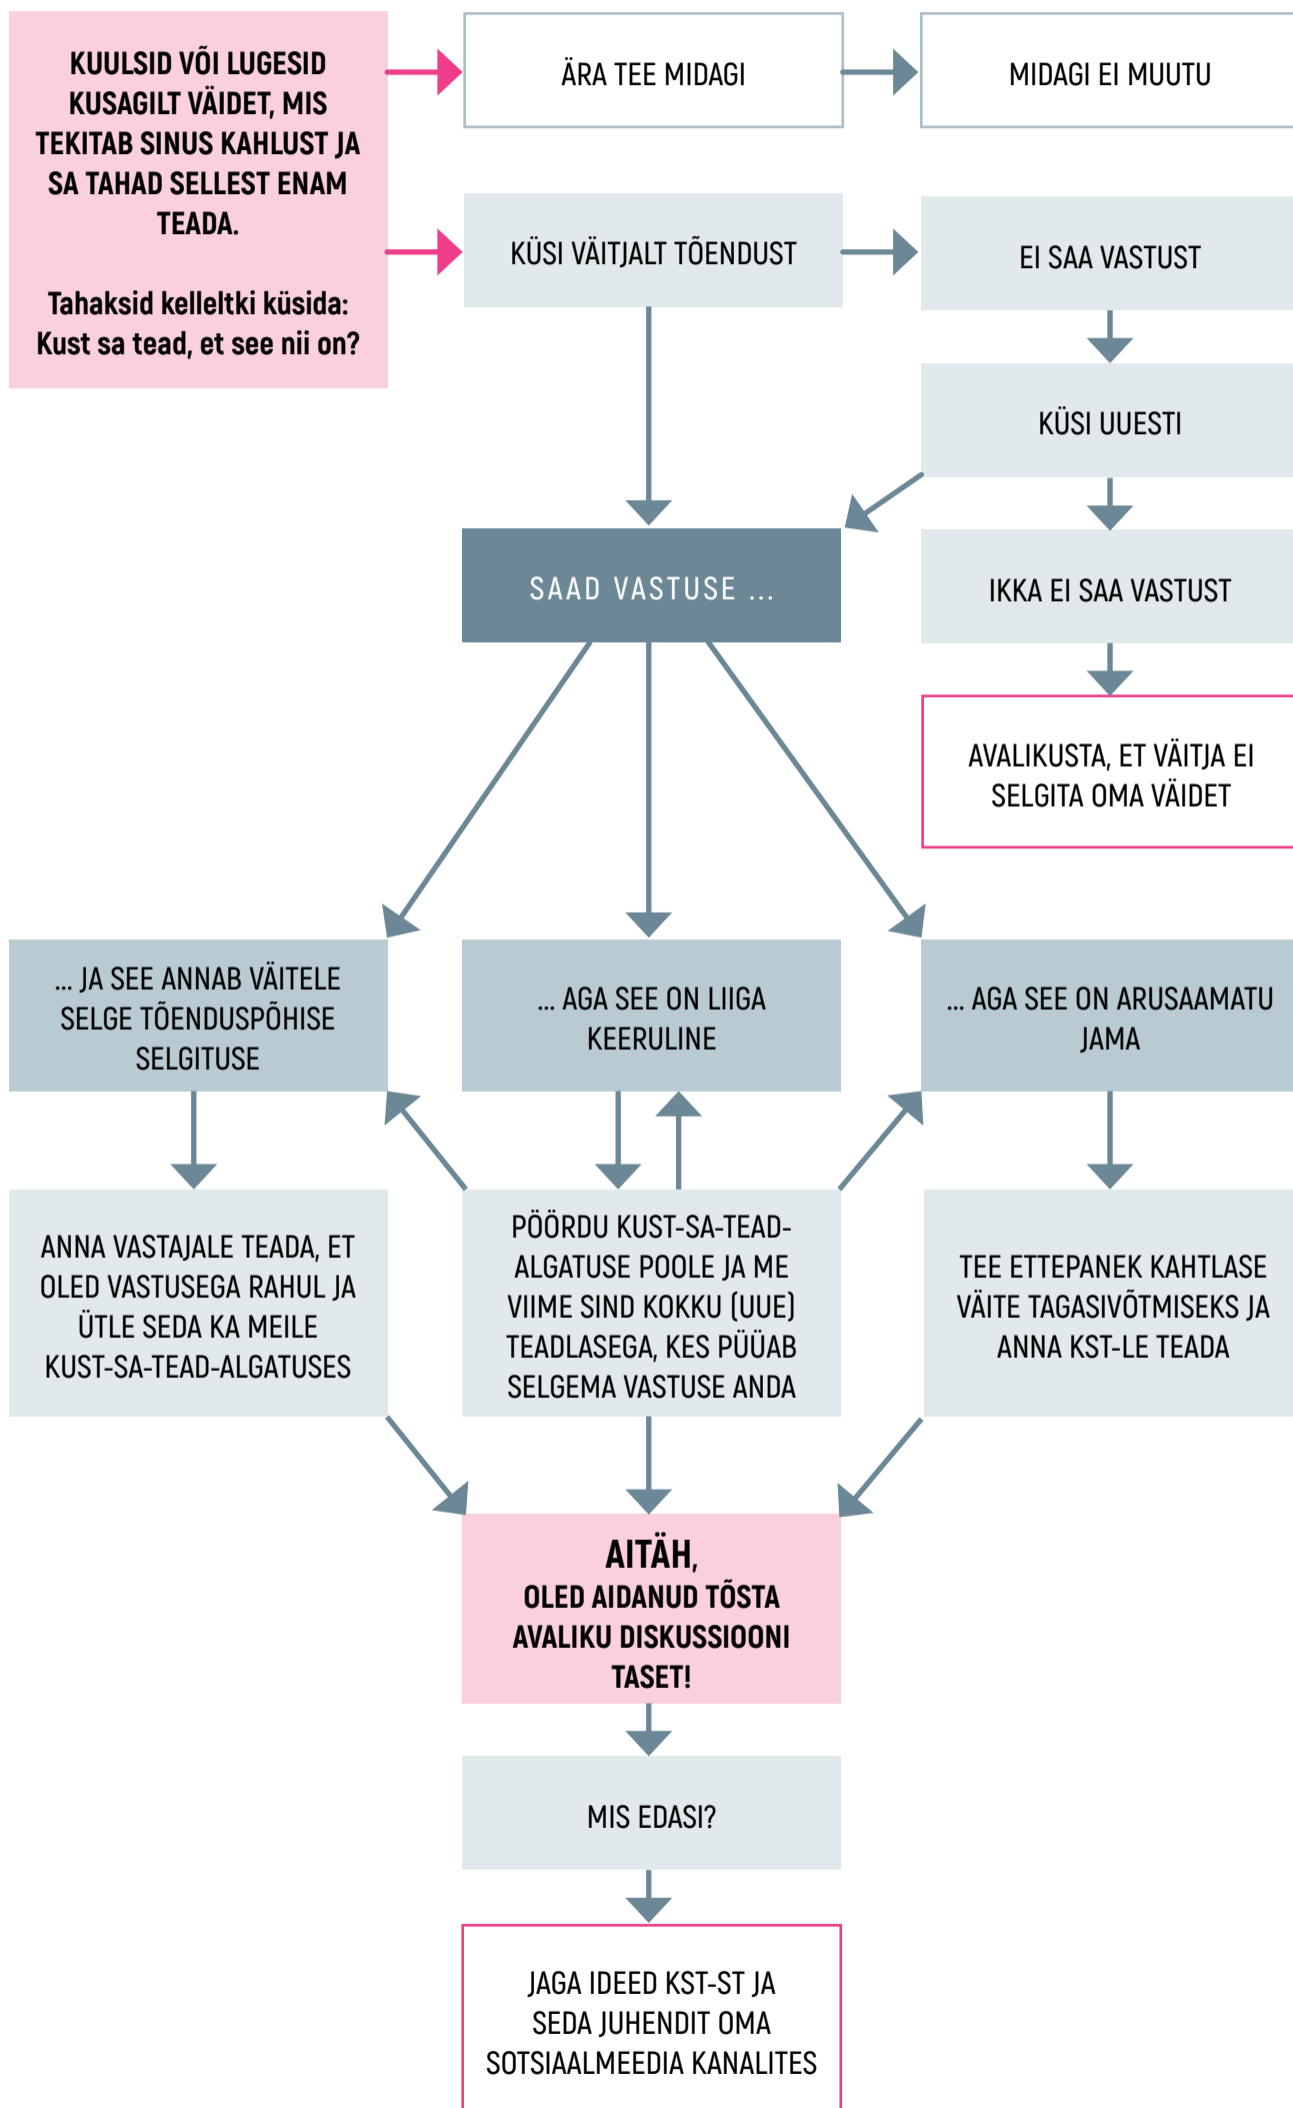 KUULSID VÕI LUGESID
KUSAGILT VÄIDET, MIS
TEKITAB SINUS KAHLUST JA
SA TAHAD SELLEST ENAM
TEADA.
Tahaksid kelleltki küsida:
Kust sa tead, et see nii on?
ÄRA TEE MIDAGI
MIDAGI EI MUUTU
KÜSI VÄITJALT TÕENDUST
EI SAA VASTUST
KÜSI UUESTI
SAAD VASTUSE ...
IKKA EI SAA VASTUST
AVALIKUSTA, ET VÄITJA EI
SELGITA OMA VÄIDET
... JA SEE ANNAB VÄITELE
SELGE TÕENDUSPÕHISE
SELGITUSE
... AGA SEE ON LIIGA
KEERULINE
... AGA SEE ON ARUSAAMATU
JAMA
ANNA VASTAJALE TEADA, ET
OLED VASTUSEGA RAHUL JA
ÜTLE SEDA KA MEILE
KUST-SA-TEAD-ALGATUSES
PÖÖRDU KUST-SA-TEAD-
ALGATUSE POOLE JA ME
VIIME SIND KOKKU (UUE)
TEADLASEGA, KES PÜÜAB
SELGEMA VASTUSE ANDA
TEE ETTEPANEK KAHTLASE
VÄITE TAGASIVÕTMISEKS JA
ANNA KST-LE TEADA
AITÄH,
OLED AIDANUD TÕSTA
AVALIKU DISKUSSIOONI
TASET!
MIS EDASI?
JAGA IDEED KST-ST JA
SEDA JUHENDIT OMA
SOTSIAALMEEDIA KANALITES